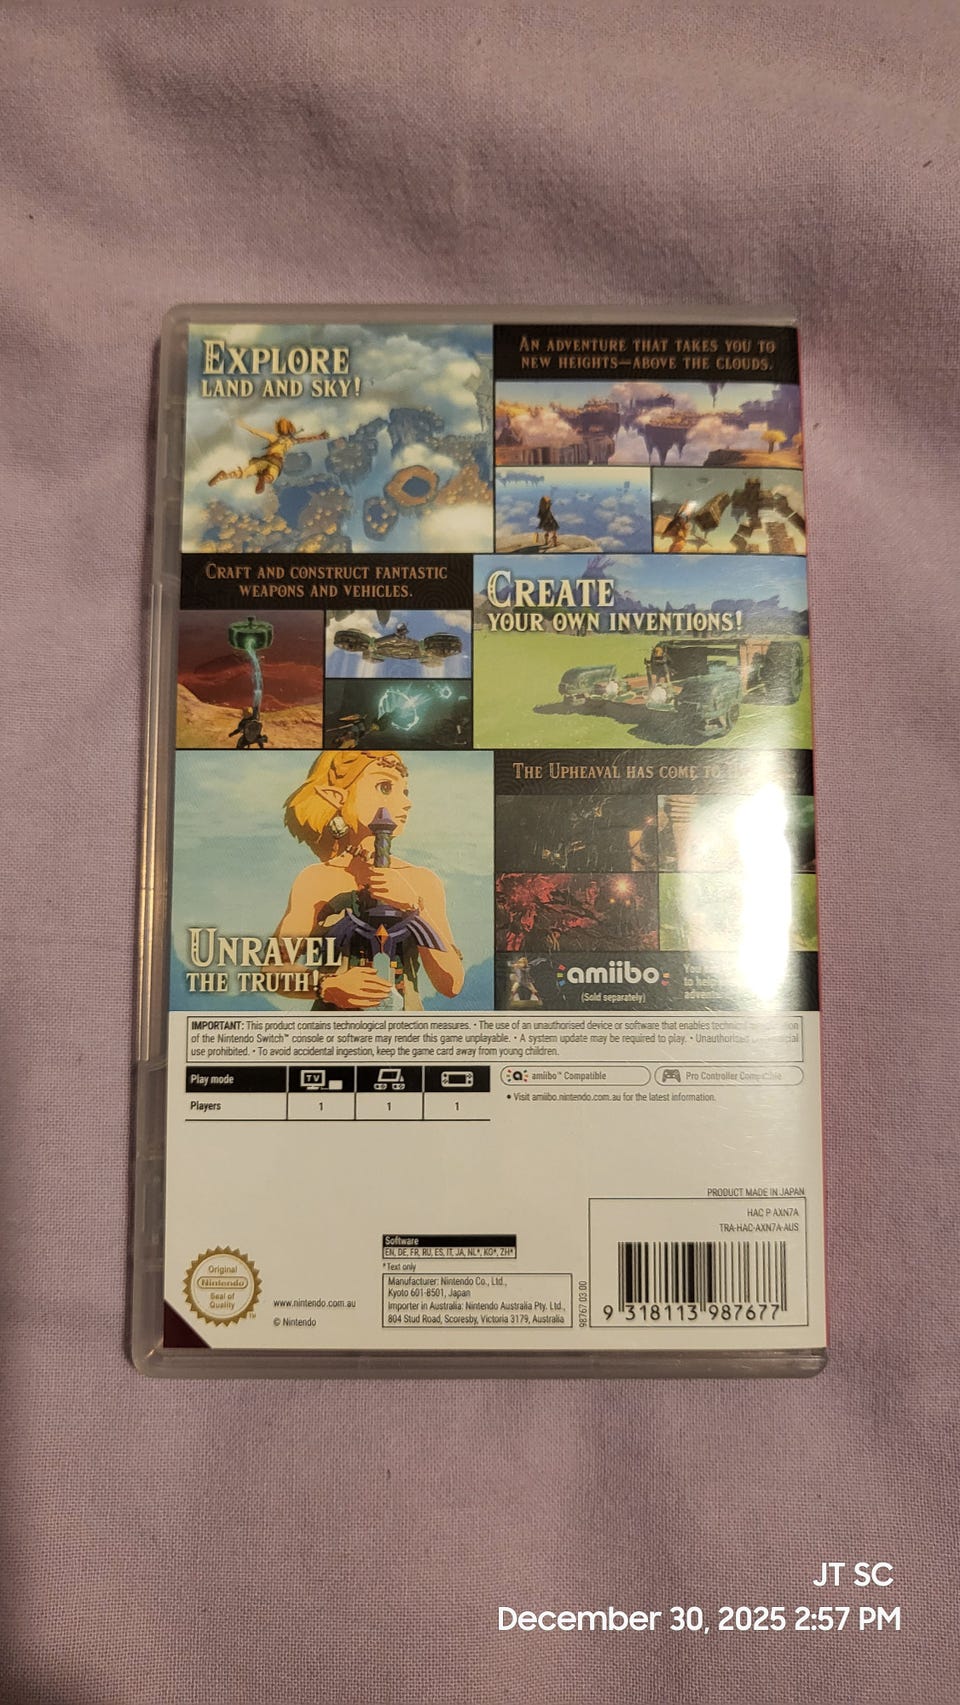 EXPLORE
LAND AND SKY!
AN ADVENTURE THAT TAKES YOU TO
NEW HEIGHTS—ABOVE THE CLOUDS.
CRAFT AND CONSTRUCT FANTASTIC
WEAPONS AND VEHICLES.
CREATE
YOUR OWN INVENTIONS!
THE UPHEAVAL HAS COME TO
UNRAVEL
THE TRUTH!
amiibo
(Sold separately)
You
to help
IMPORTANT: This product contains technological protection measures. • The use of an unauthorised device or software that enables
of the Nintendo Switch™ console or software may render this game unplayable. • A system update may be required to play. • Unauthorised
use prohibited. • To avoid accidental ingestion, keep the game card away from young children.
Play mode
TV
Players 1 1 1
amiibo™ Compatible
Pro Controller Compatible
• Visit amiibo.nintendo.com.au for the latest information.
PRODUCT MADE IN JAPAN
HAC P AXN7A
TRA-HAC-AXN7A-AUS
Software
EN, DE, FR, RU, ES, IT, JA, NL*, KO*, ZH*
*Text only
Manufacturer: Nintendo Co., Ltd.,
Kyoto 601-8501, Japan
Importer in Australia: Nintendo Australia Pty. Ltd.,
804 Stud Road, Scoresby, Victoria 3179, Australia
98767 03 00
9 318113 987677
Original
Nintendo
Seal of
Quality
TM
www.nintendo.com.au
© Nintendo
JT SC
December 30, 2025 2:57 PM